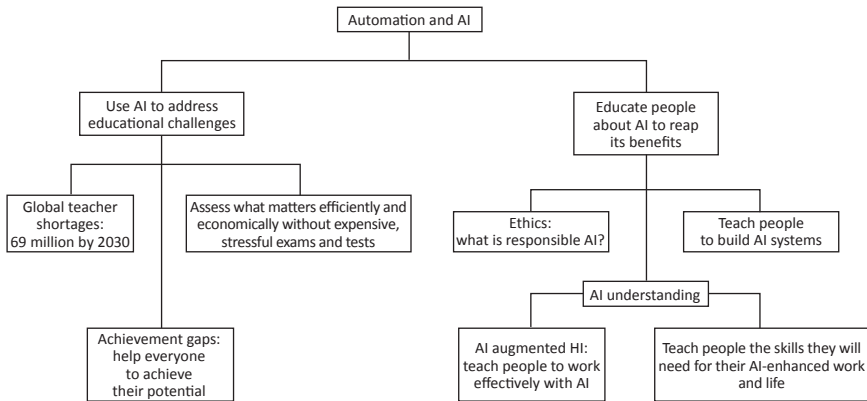 Automation and AI
Use AI to address
educational challenges
Global teacher
shortages:
69 million by 2030
Assess what matters efficiently and
economically without expensive,
stressful exams and tests
Achievement gaps:
help everyone
to achieve
their potential
Educate people
about AI to reap
its benefits
Ethics:
what is responsible AI?
Teach people
to build AI systems
AI understanding
AI augmented HI:
teach people to work
effectively with AI
Teach people the skills they will
need for their AI-enhanced work
and life